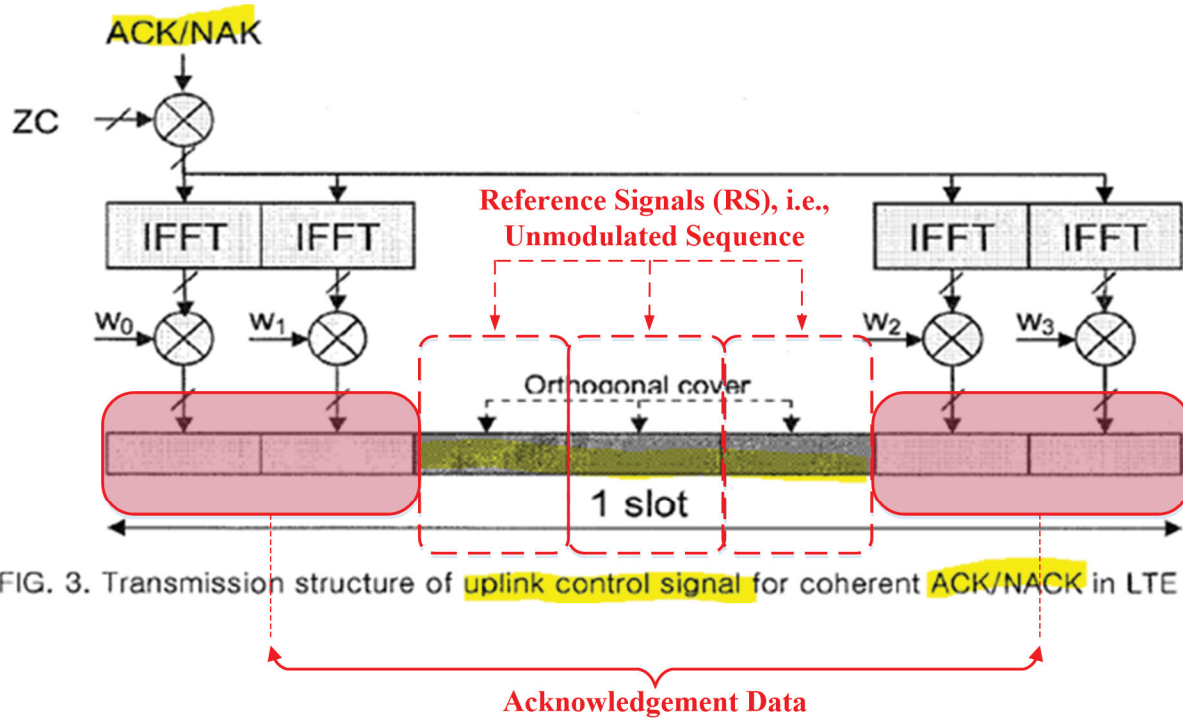 ACK/NAK
ZC
Reference Signals (RS), i.e.,
Unmodulated Sequence
IFFT IFFT IFFT IFFT
W0 W1 W2 W3
Orthogonal cover
1 slot
FIG. 3. Transmission structure of uplink control signal for coherent ACK/NACK in LTE
Acknowledgement Data